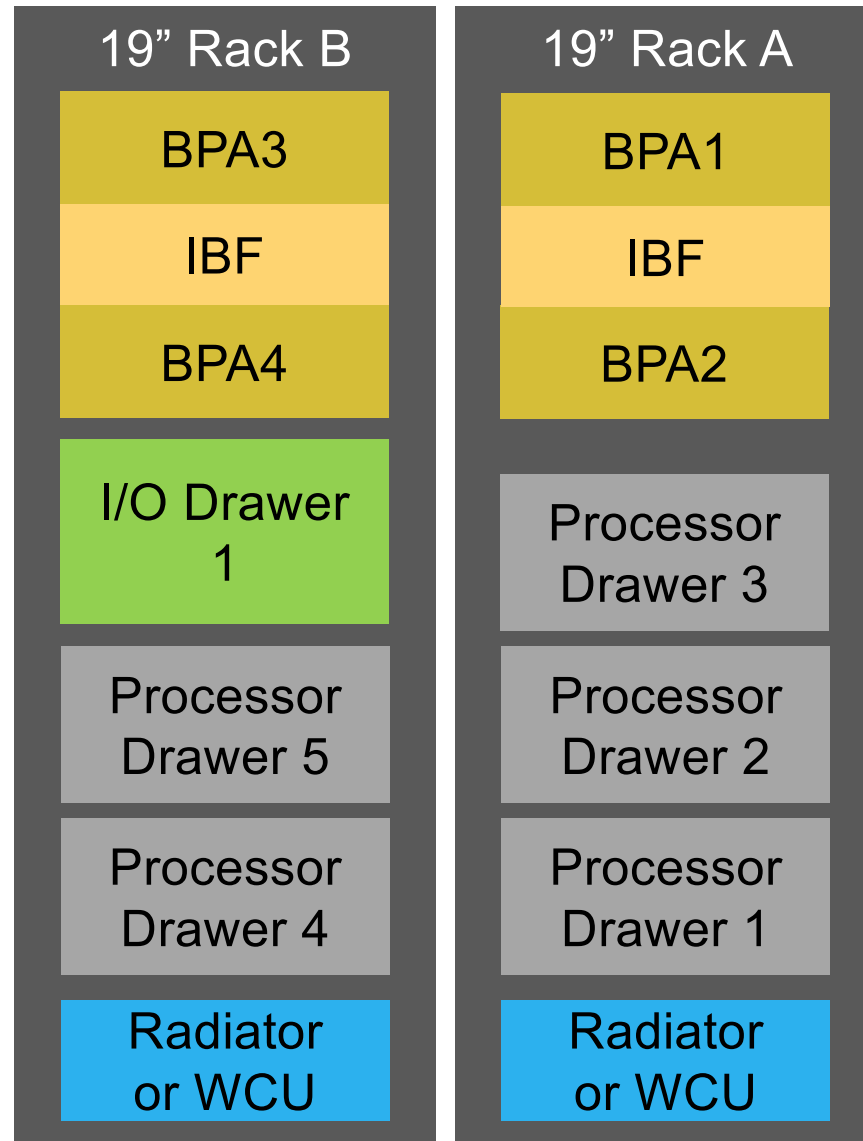 19” Rack B
BPA3
IBF
BPA4
I/O Drawer
1
Processor
Drawer 5
Processor
Drawer 4
Radiator
or WCU
19” Rack A
BPA1
IBF
BPA2
Processor
Drawer 3
Processor
Drawer 2
Processor
Drawer 1
Radiator
or WCU